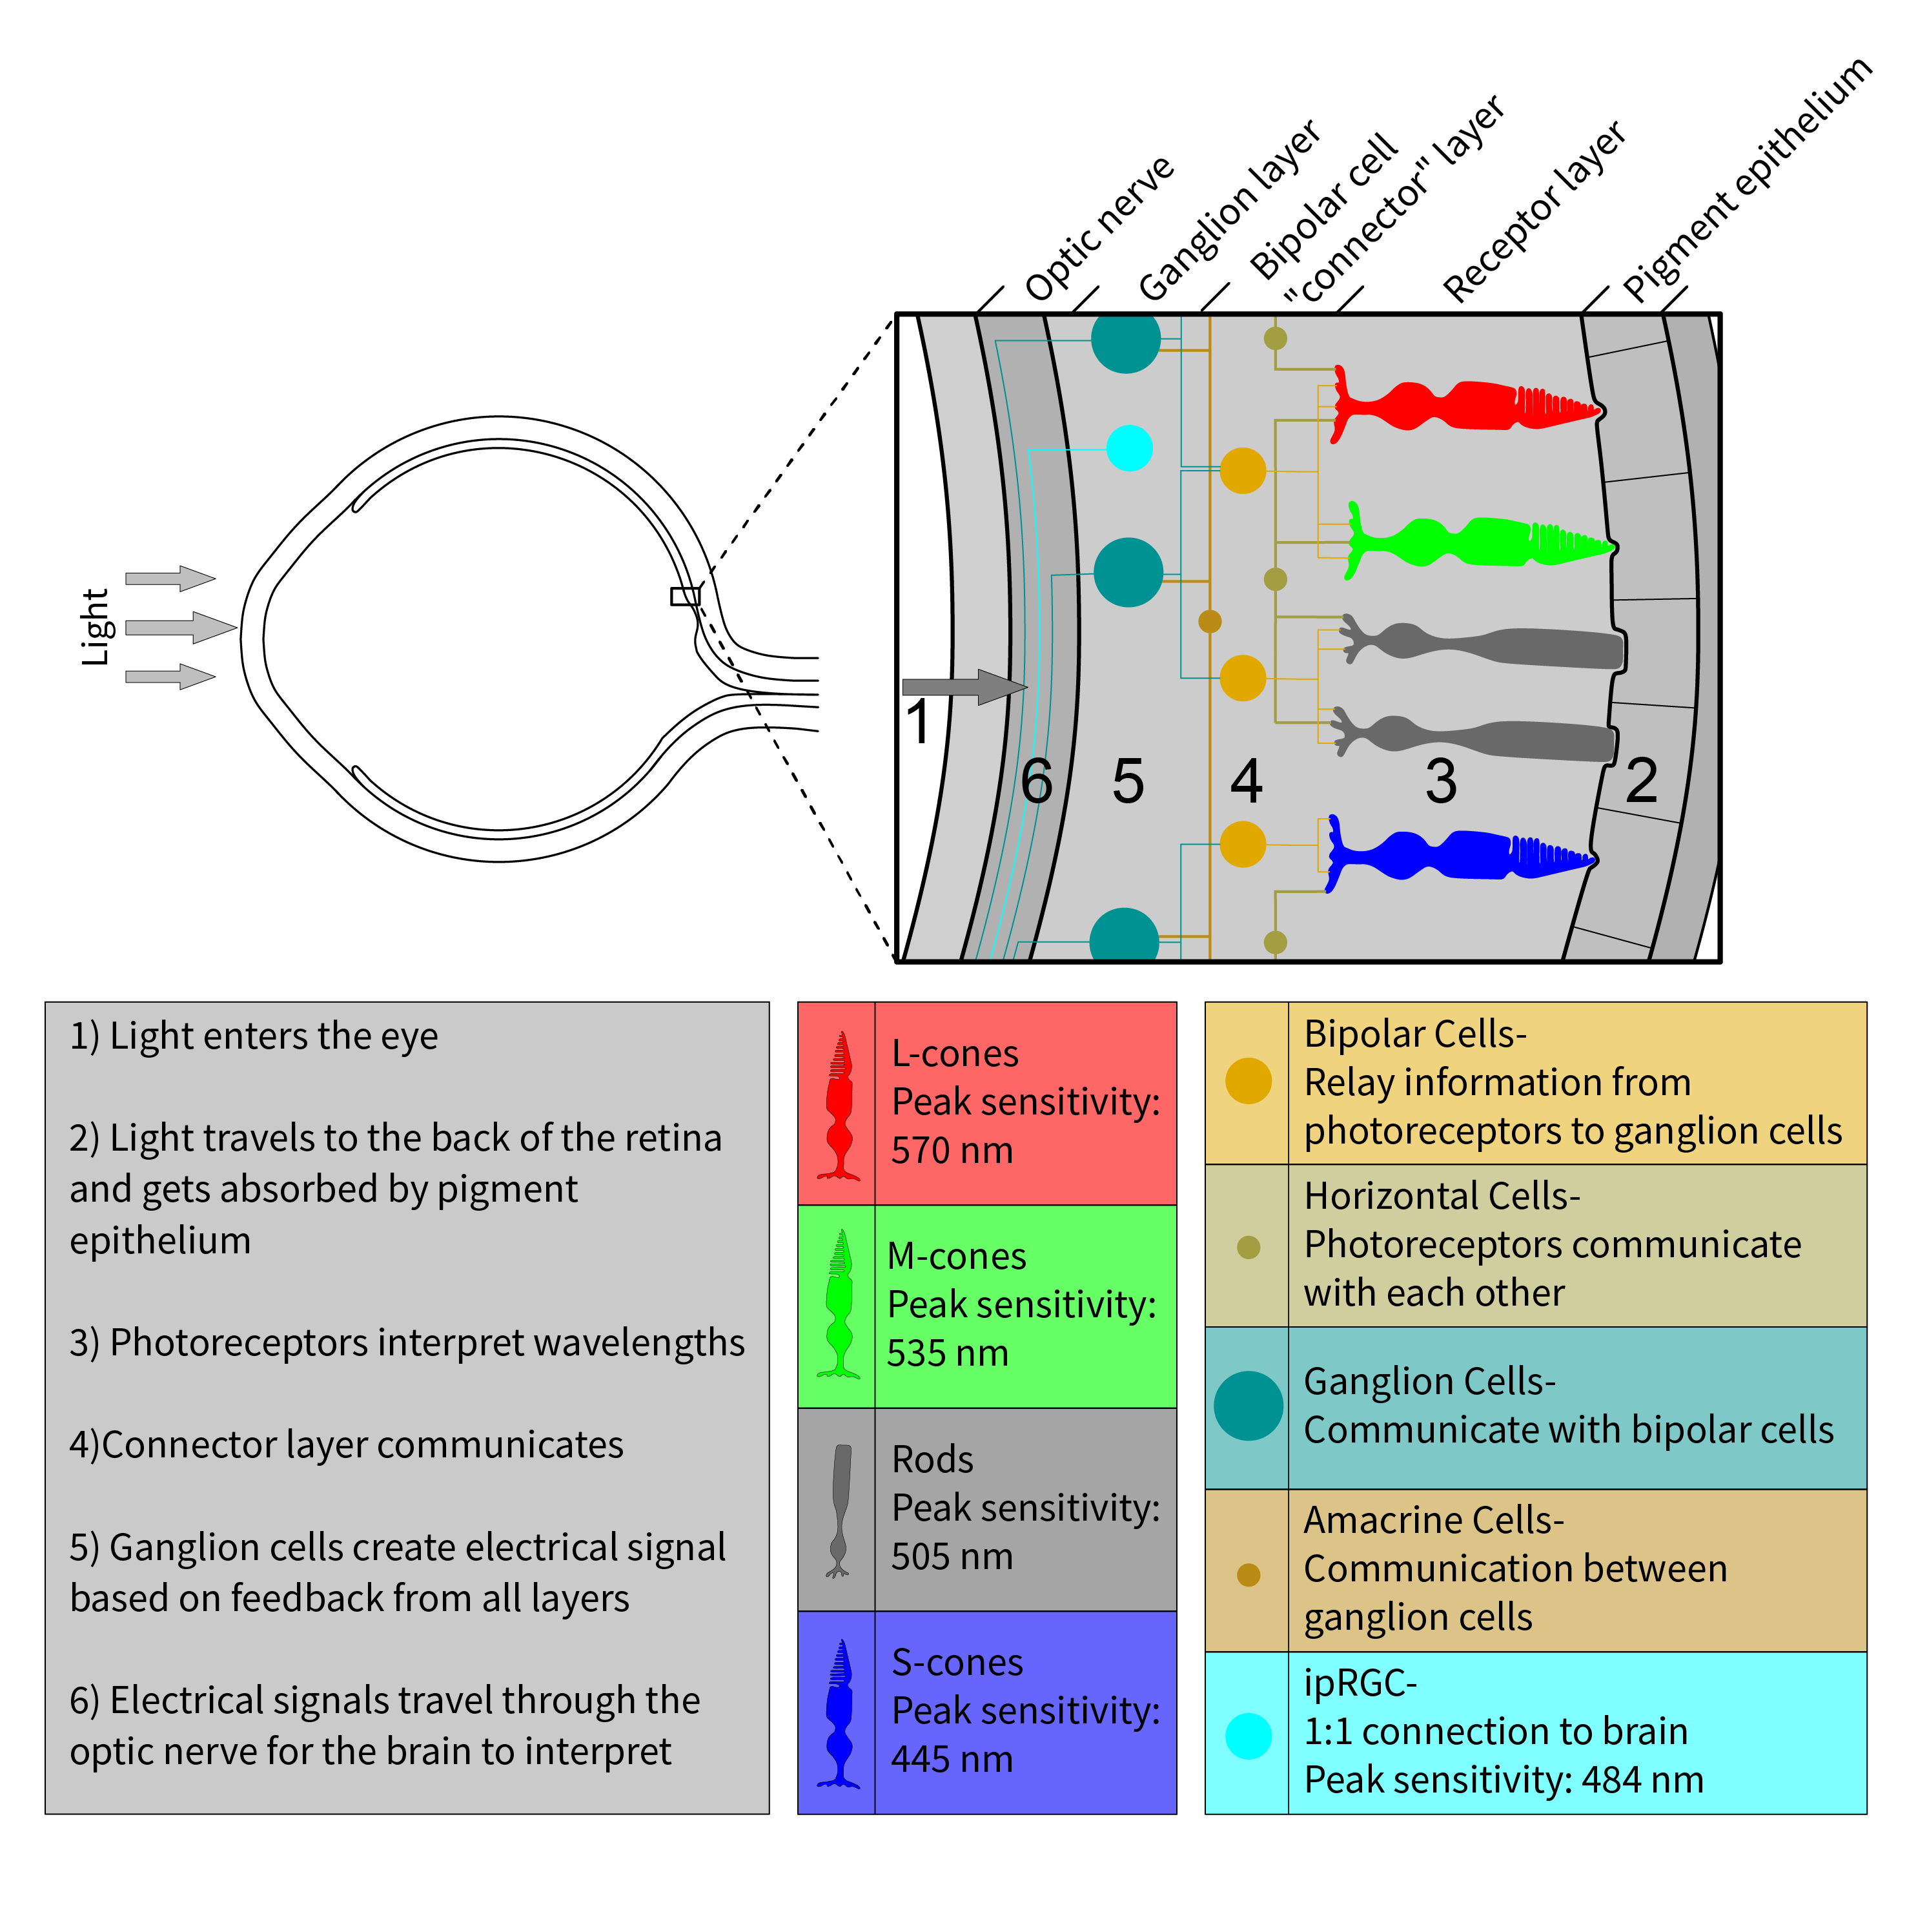 Light
Optic nerve
Ganglion layer
Bipolar cell
"connector" layer
Receptor layer
Pigment epithelium
1
6
5
4
3
2
1) Light enters the eye
2) Light travels to the back of the retina
and gets absorbed by pigment
epithelium
3) Photoreceptors interpret wavelengths
4)Connector layer communicates
5) Ganglion cells create electrical signal
based on feedback from all layers
6) Electrical signals travel through the
optic nerve for the brain to interpret
L-cones
Peak sensitivity:
570 nm
M-cones
Peak sensitivity:
535 nm
Rods
Peak sensitivity:
505 nm
S-cones
Peak sensitivity:
445 nm
Bipolar Cells-
Relay information from
photoreceptors to ganglion cells
Horizontal Cells-
Photoreceptors communicate
with each other
Ganglion Cells-
Communicate with bipolar cells
Amacrine Cells-
Communication between
ganglion cells
ipRGC-
1:1 connection to brain
Peak sensitivity: 484 nm